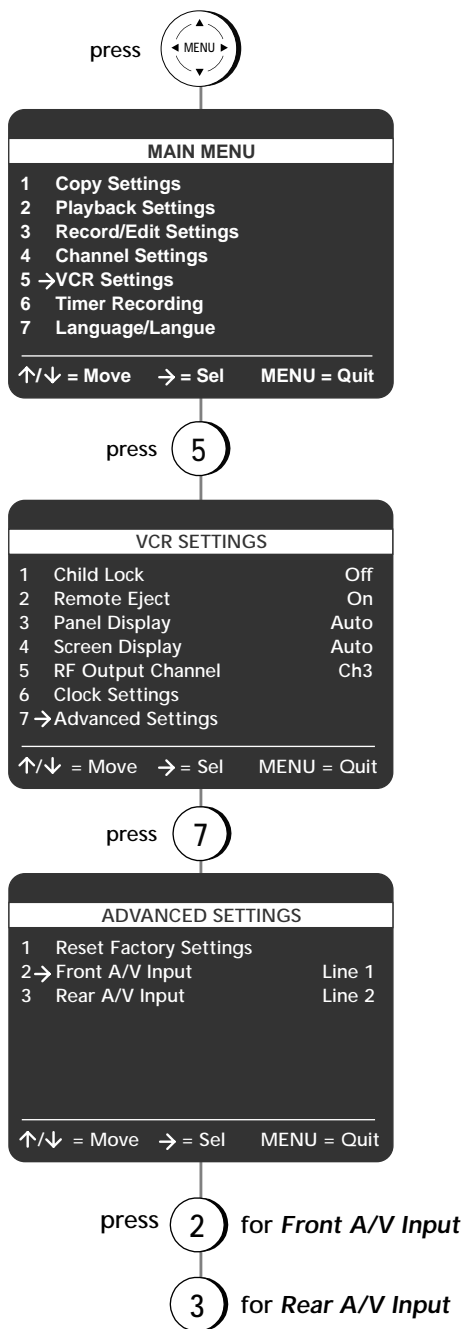 press MENU
MAIN MENU
1 Copy Settings
2 Playback Settings
3 Record/Edit Settings
4 Channel Settings
5 →VCR Settings
6 Timer Recording
7 Language/Langue
↑/↓ = Move → = Sel MENU = Quit
press 5
VCR SETTINGS
1 Child Lock Off
2 Remote Eject On
3 Panel Display Auto
4 Screen Display Auto
5 RF Output Channel Ch3
6 Clock Settings
7 →Advanced Settings
↑/↓ = Move → = Sel MENU = Quit
press 7
ADVANCED SETTINGS
1 Reset Factory Settings
2→ Front A/V Input Line 1
3 Rear A/V Input Line 2
↑/↓ = Move → = Sel MENU = Quit
press 2 for Front A/V Input
3 for Rear A/V Input